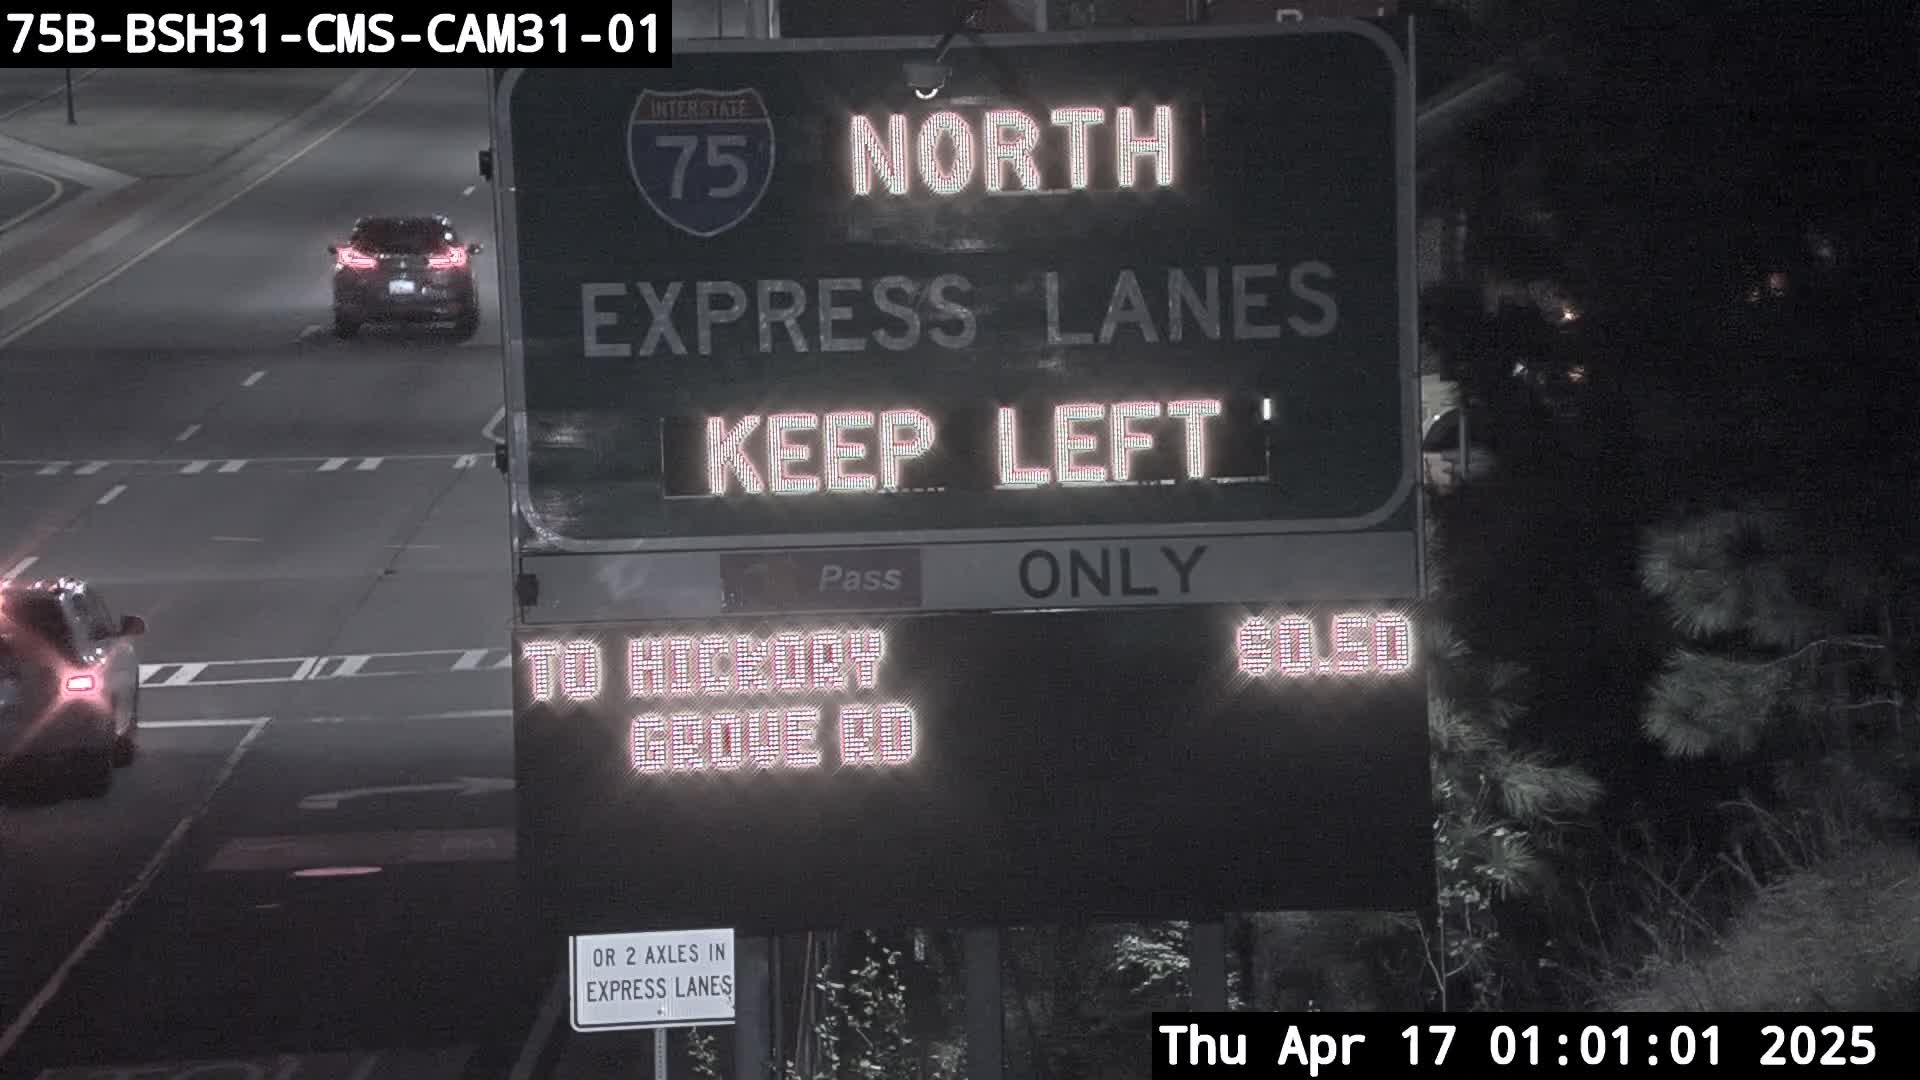 75B-BSH31-CMS-CAM31-01
INTERSTATE
75
NORTH
EXPRESS LANES
KEEP LEFT
Pass ONLY
TO HICKORY $0.50
GROVE RD
OR 2 AXLES IN
EXPRESS LANES
Thu Apr 17 01:01:01 2025